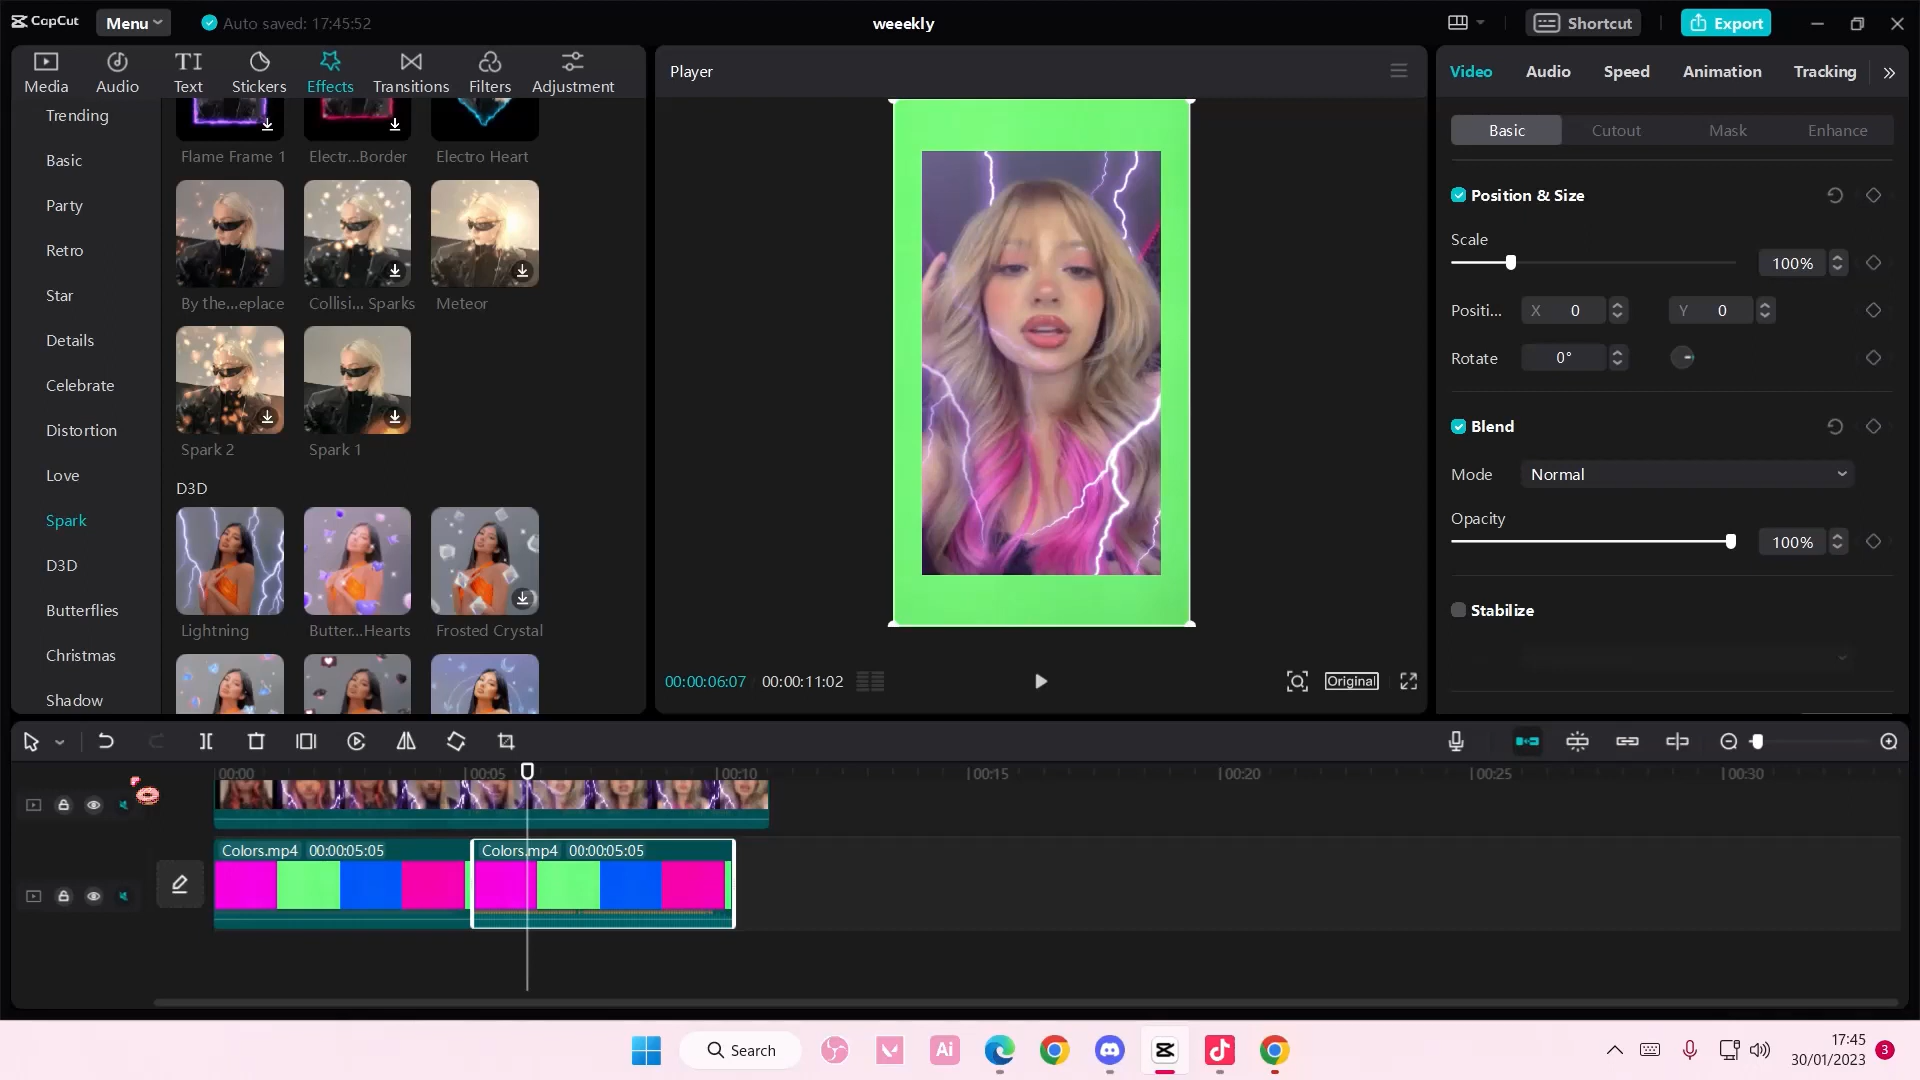 CapCut
Menu
Auto saved: 17:45:52
weeekly
Shortcut
Export
Media
Audio
Text
Stickers
Effects
Transitions
Filters
Adjustment
Trending
Basic
Party
Retro
Star
Details
Celebrate
Distortion
Love
Spark
D3D
Butterflies
Christmas
Shadow
Flame Frame 1
Electr...Border
Electro Heart
By the...eplace
Collisi... Sparks
Meteor
Spark 2
Spark 1
D3D
Lightning
Butter...Hearts
Frosted Crystal
Player
00:00:06:07
00:00:11:02
Original
Video
Audio
Speed
Animation
Tracking
Basic
Cutout
Mask
Enhance
Position & Size
Scale
100%
Positi...
X 0
Y 0
Rotate
0°
Blend
Mode
Normal
Opacity
100%
Stabilize
00:00
00:05
00:10
00:15
00:20
00:25
00:30
Colors.mp4 00:00:05:05
Colors.mp4 00:00:05:05
Search
Ai
17:45
30/01/2023
3